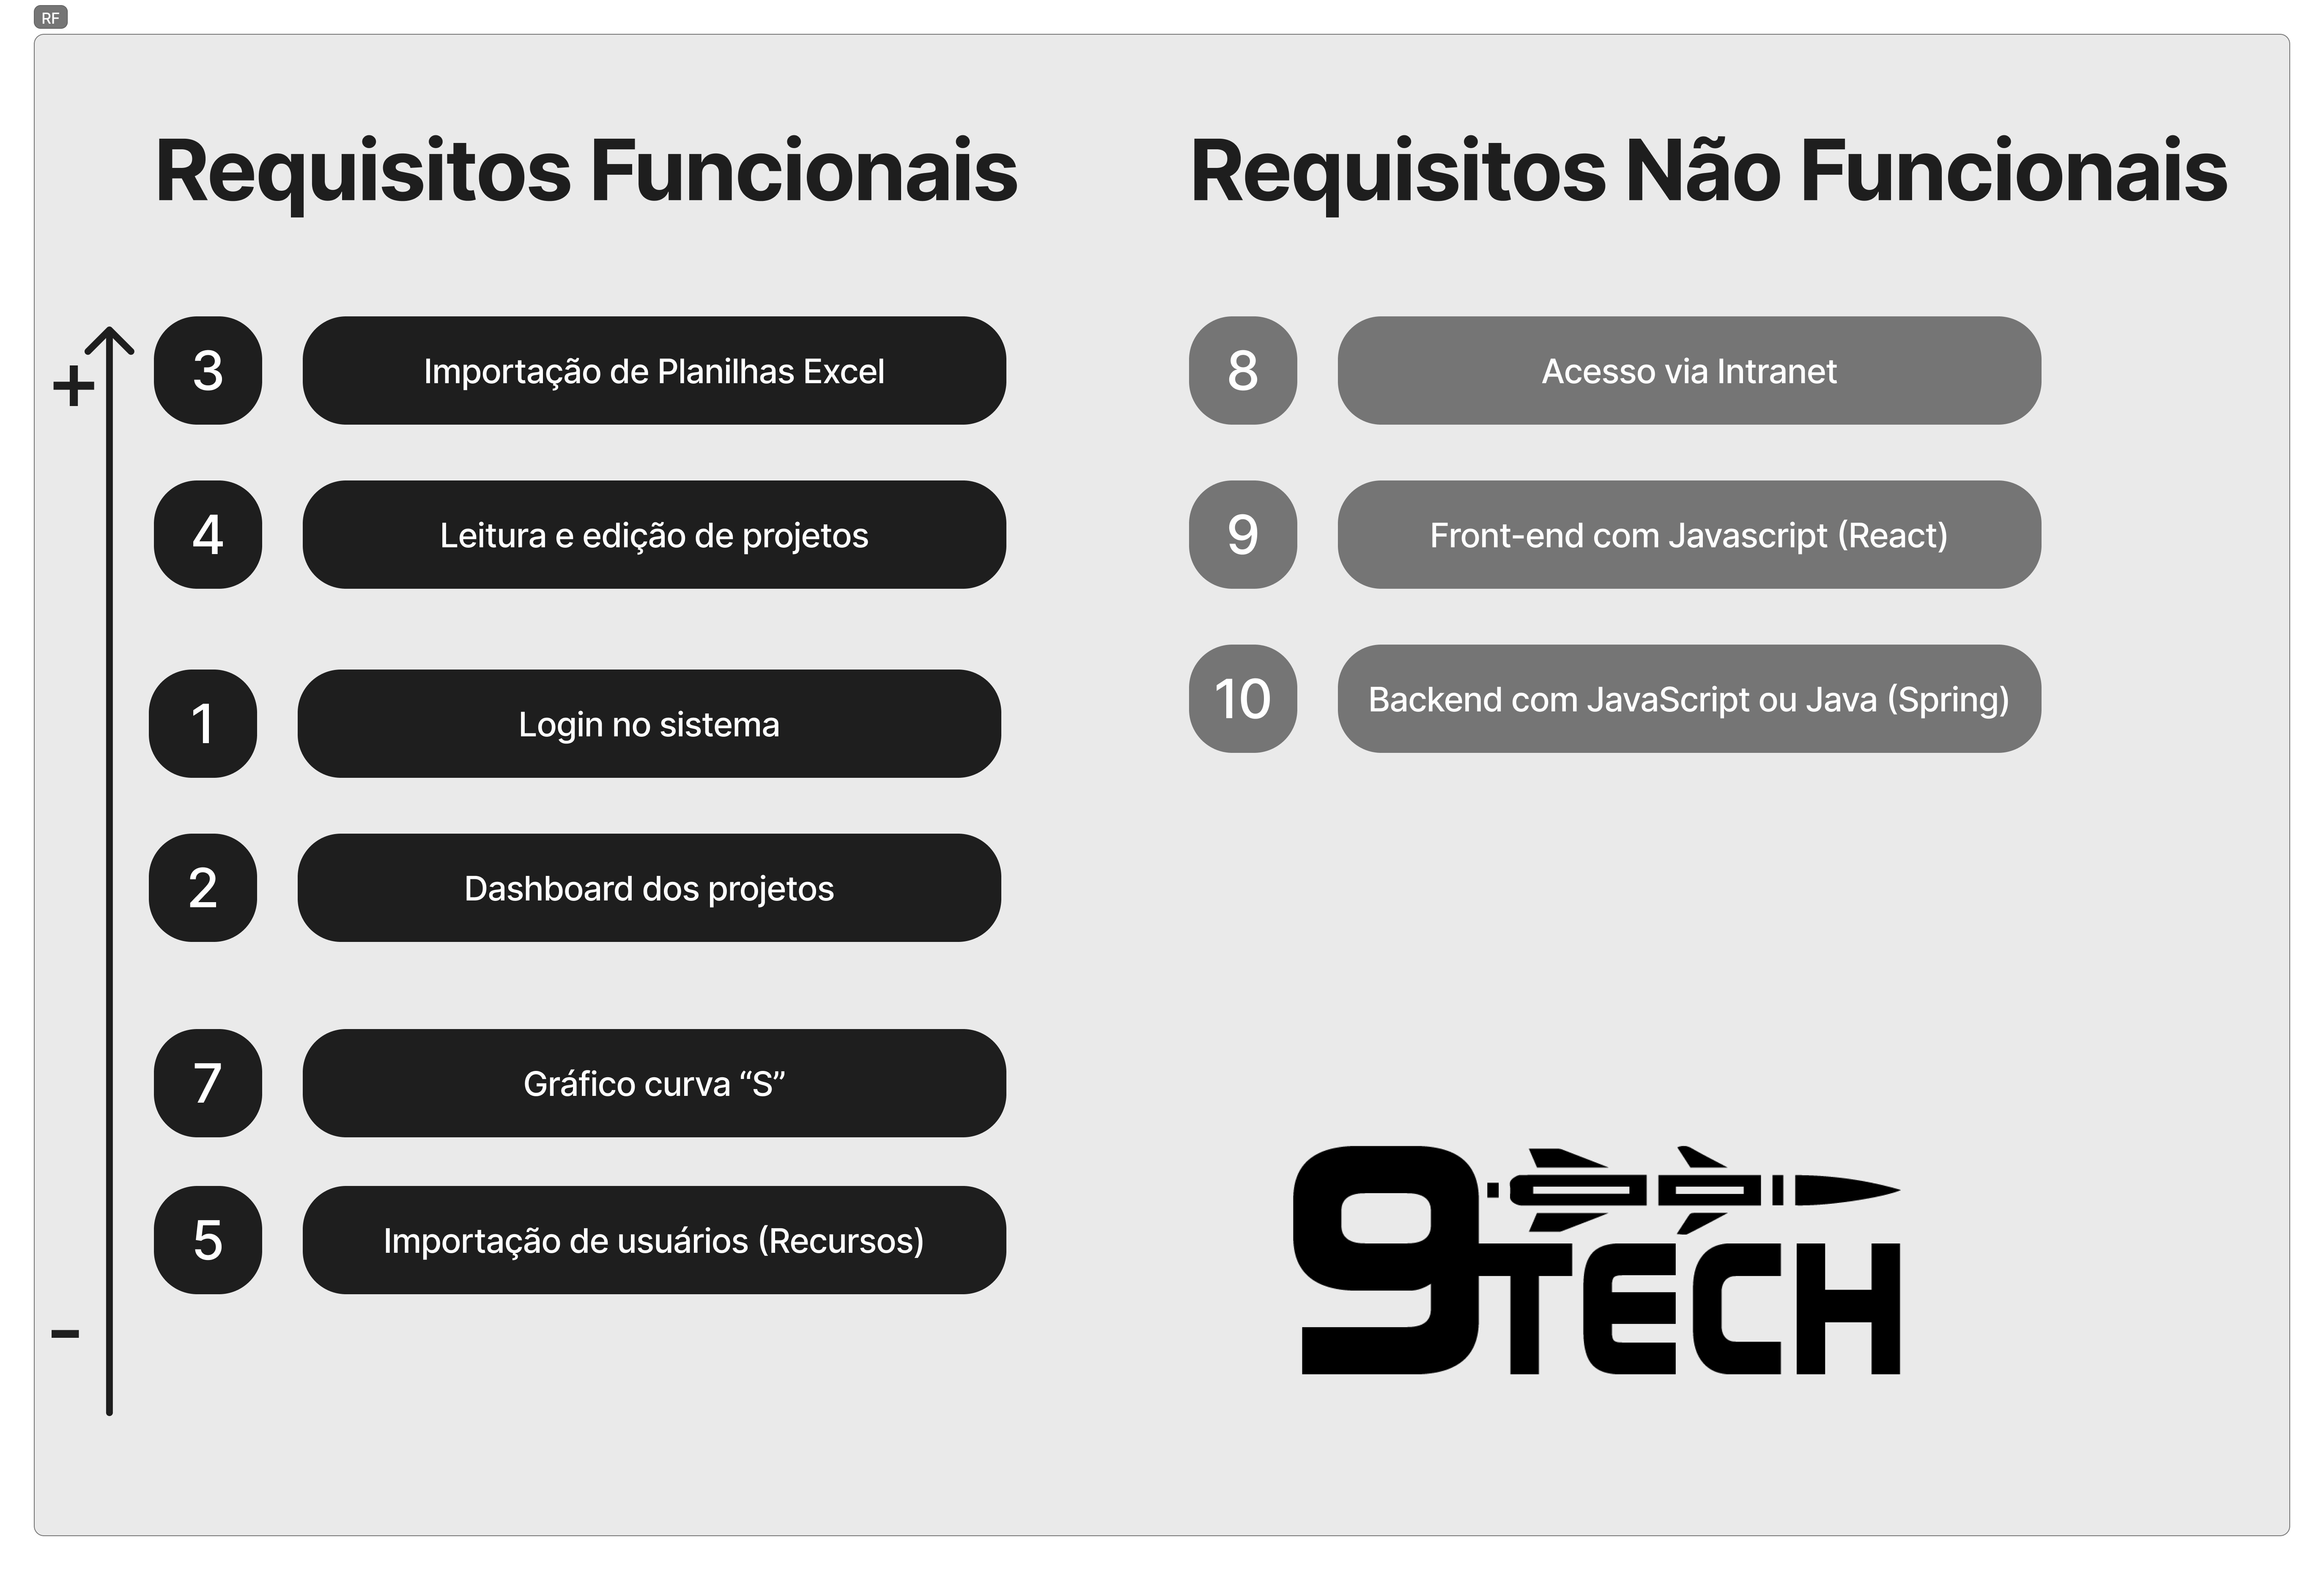 RF
Requisitos Funcionais
+
3
Importação de Planilhas Excel
4
Leitura e edição de projetos
1
Login no sistema
2
Dashboard dos projetos
7
Gráfico curva “S”
5
Importação de usuários (Recursos)
-
Requisitos Não Funcionais
8
Acesso via Intranet
9
Front-end com Javascript (React)
10
Backend com JavaScript ou Java (Spring)
9TECH